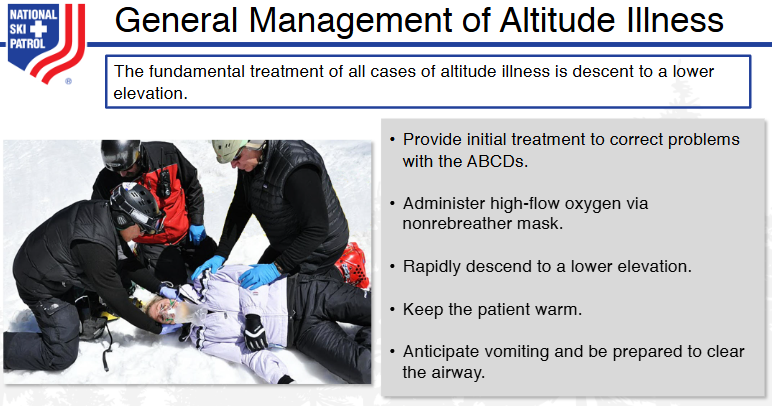 General Management of Altitude Illness
NATIONAL
SKI
PATROL
®
The fundamental treatment of all cases of altitude illness is descent to a lower
elevation.
• Provide initial treatment to correct problems
with the ABCDs.
• Administer high-flow oxygen via
nonrebreather mask.
• Rapidly descend to a lower elevation.
• Keep the patient warm.
• Anticipate vomiting and be prepared to clear
the airway.